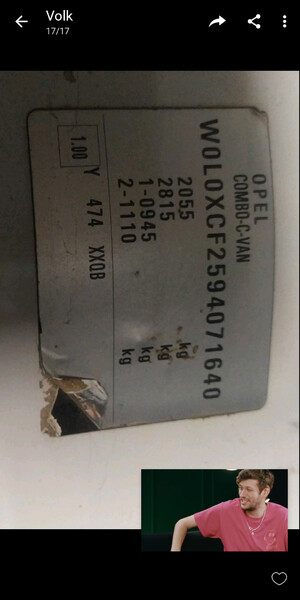 Volk
17/17
OPEL
COMBO-C-VAN
W0L0XCF2594071640
2055 kg
2815 kg
1-0945 kg
2-1110 kg
1.00 Y 474 XXQB